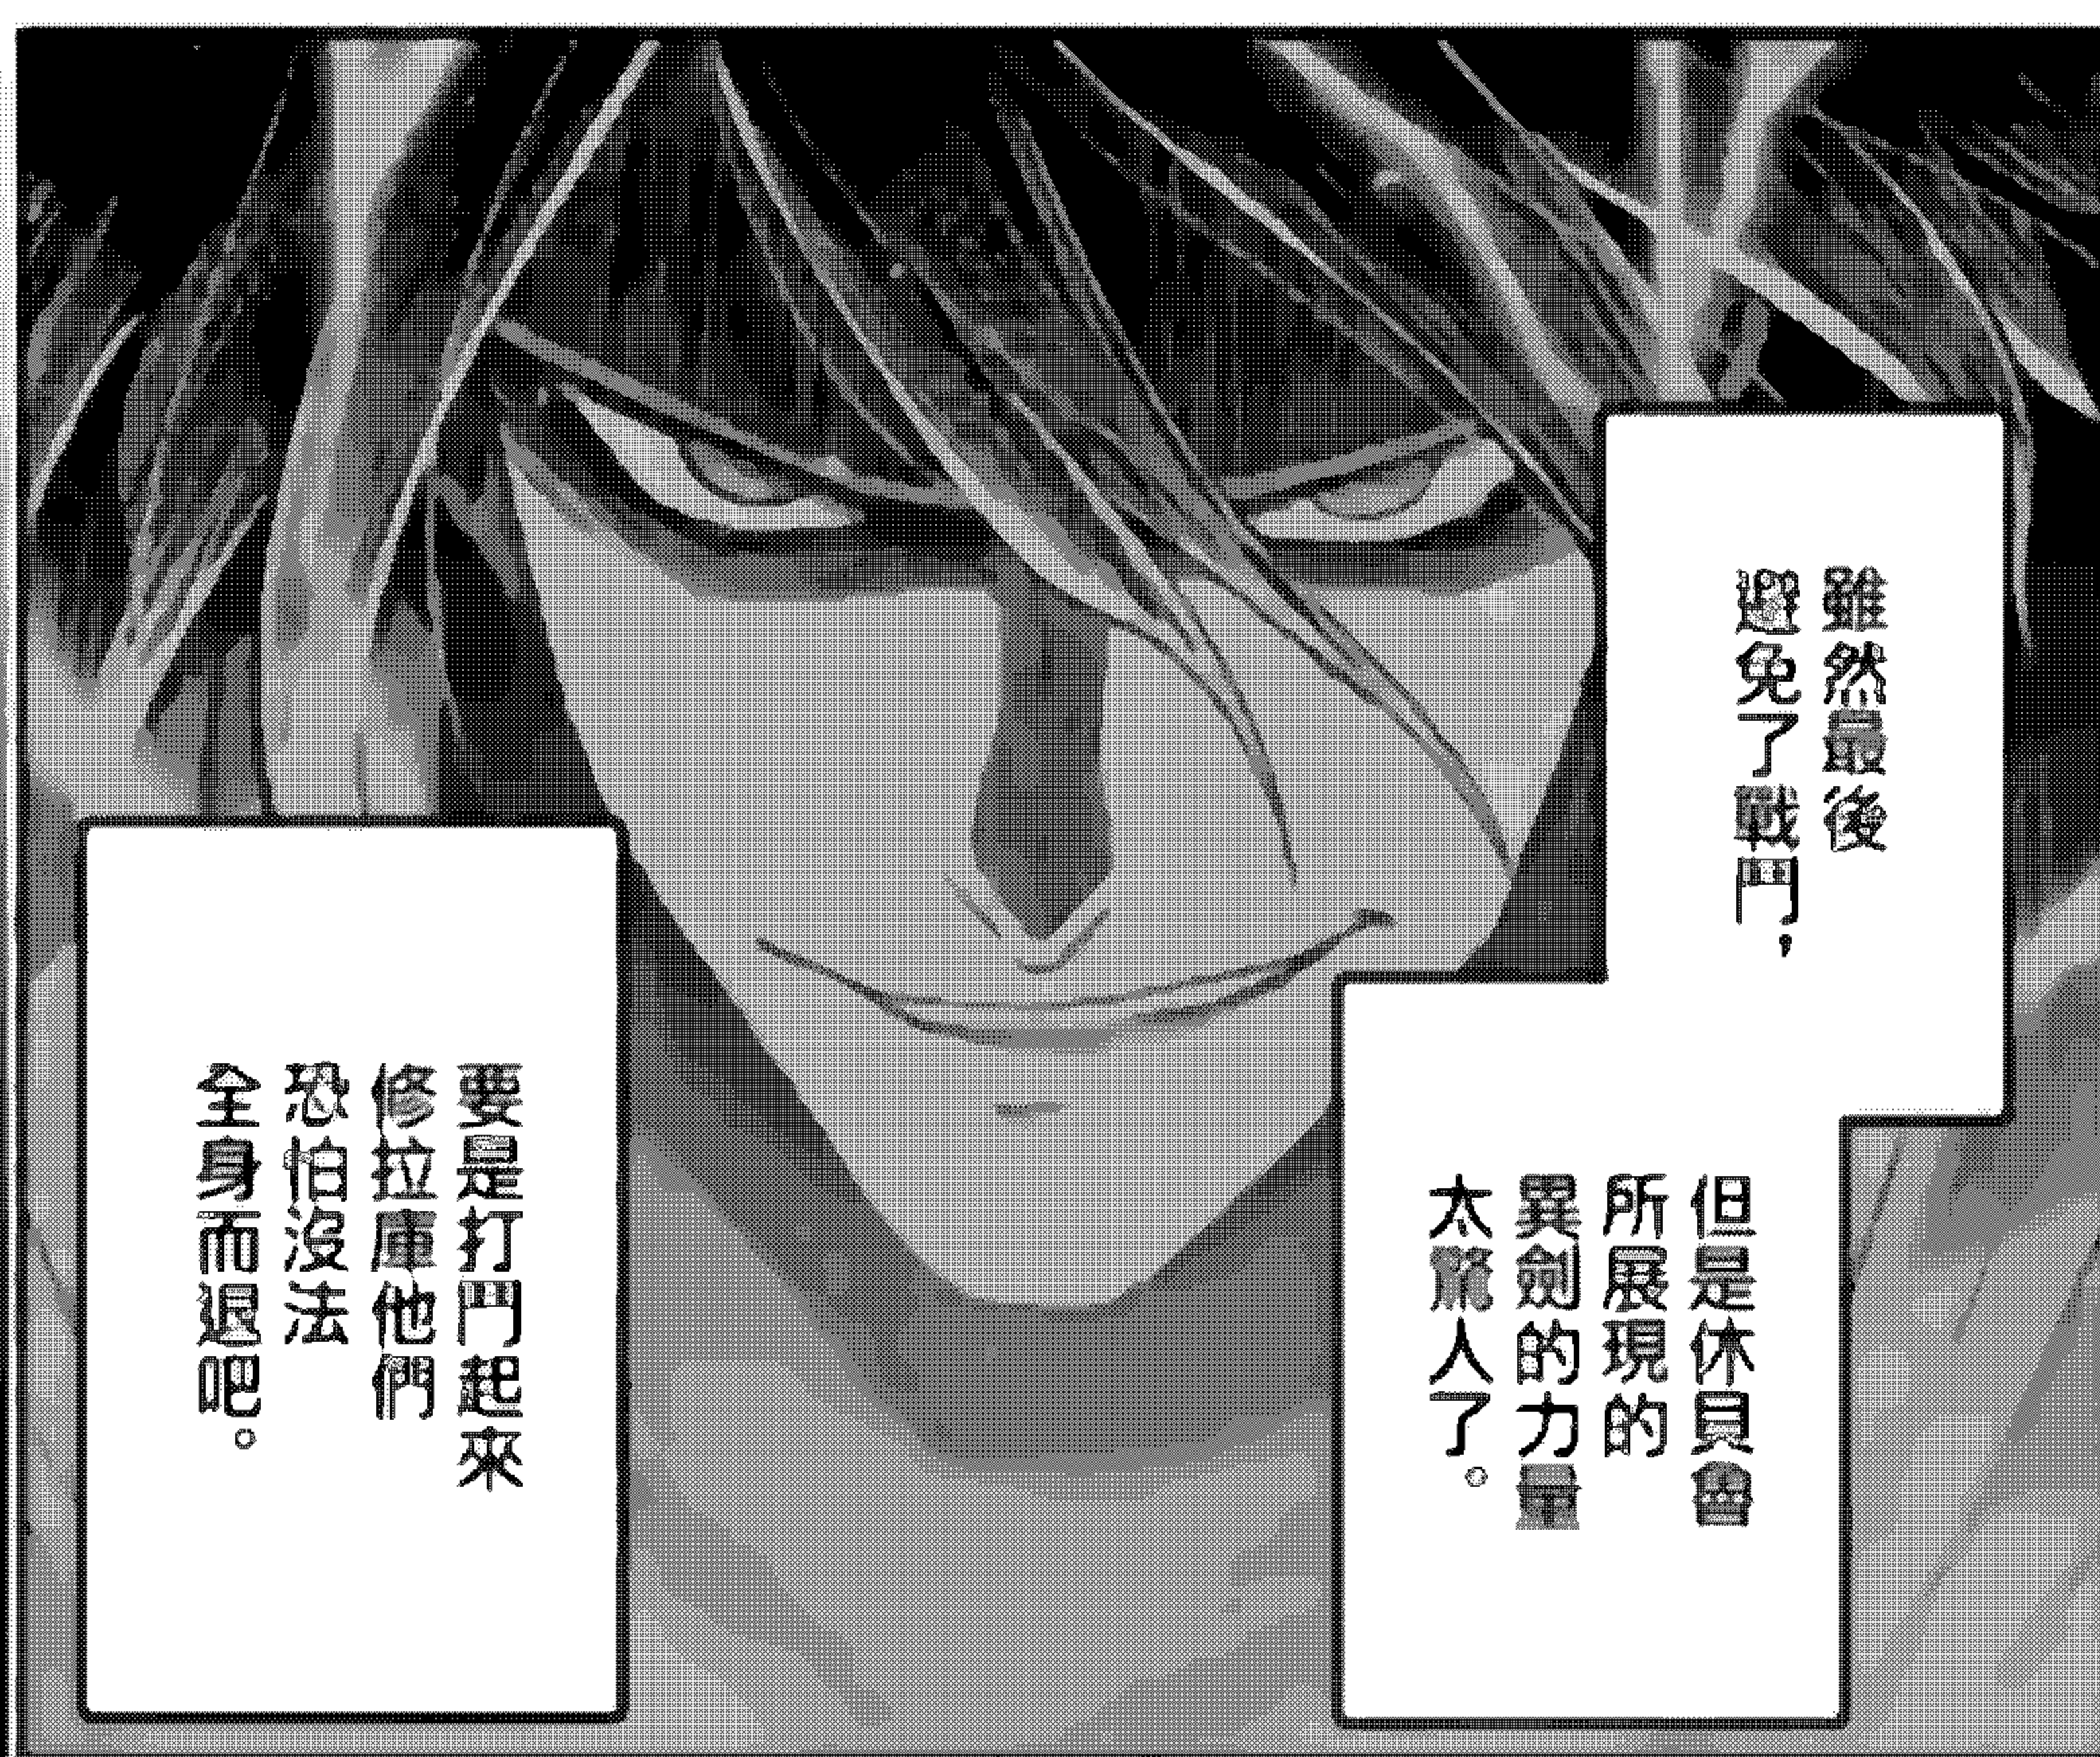 雖然最後
避免了戰鬥，
但是休貝爾
所展現的
異劍的力量
太驚人了。
要是打鬥起來
修拉庫他們
恐怕沒法
全身而退吧。